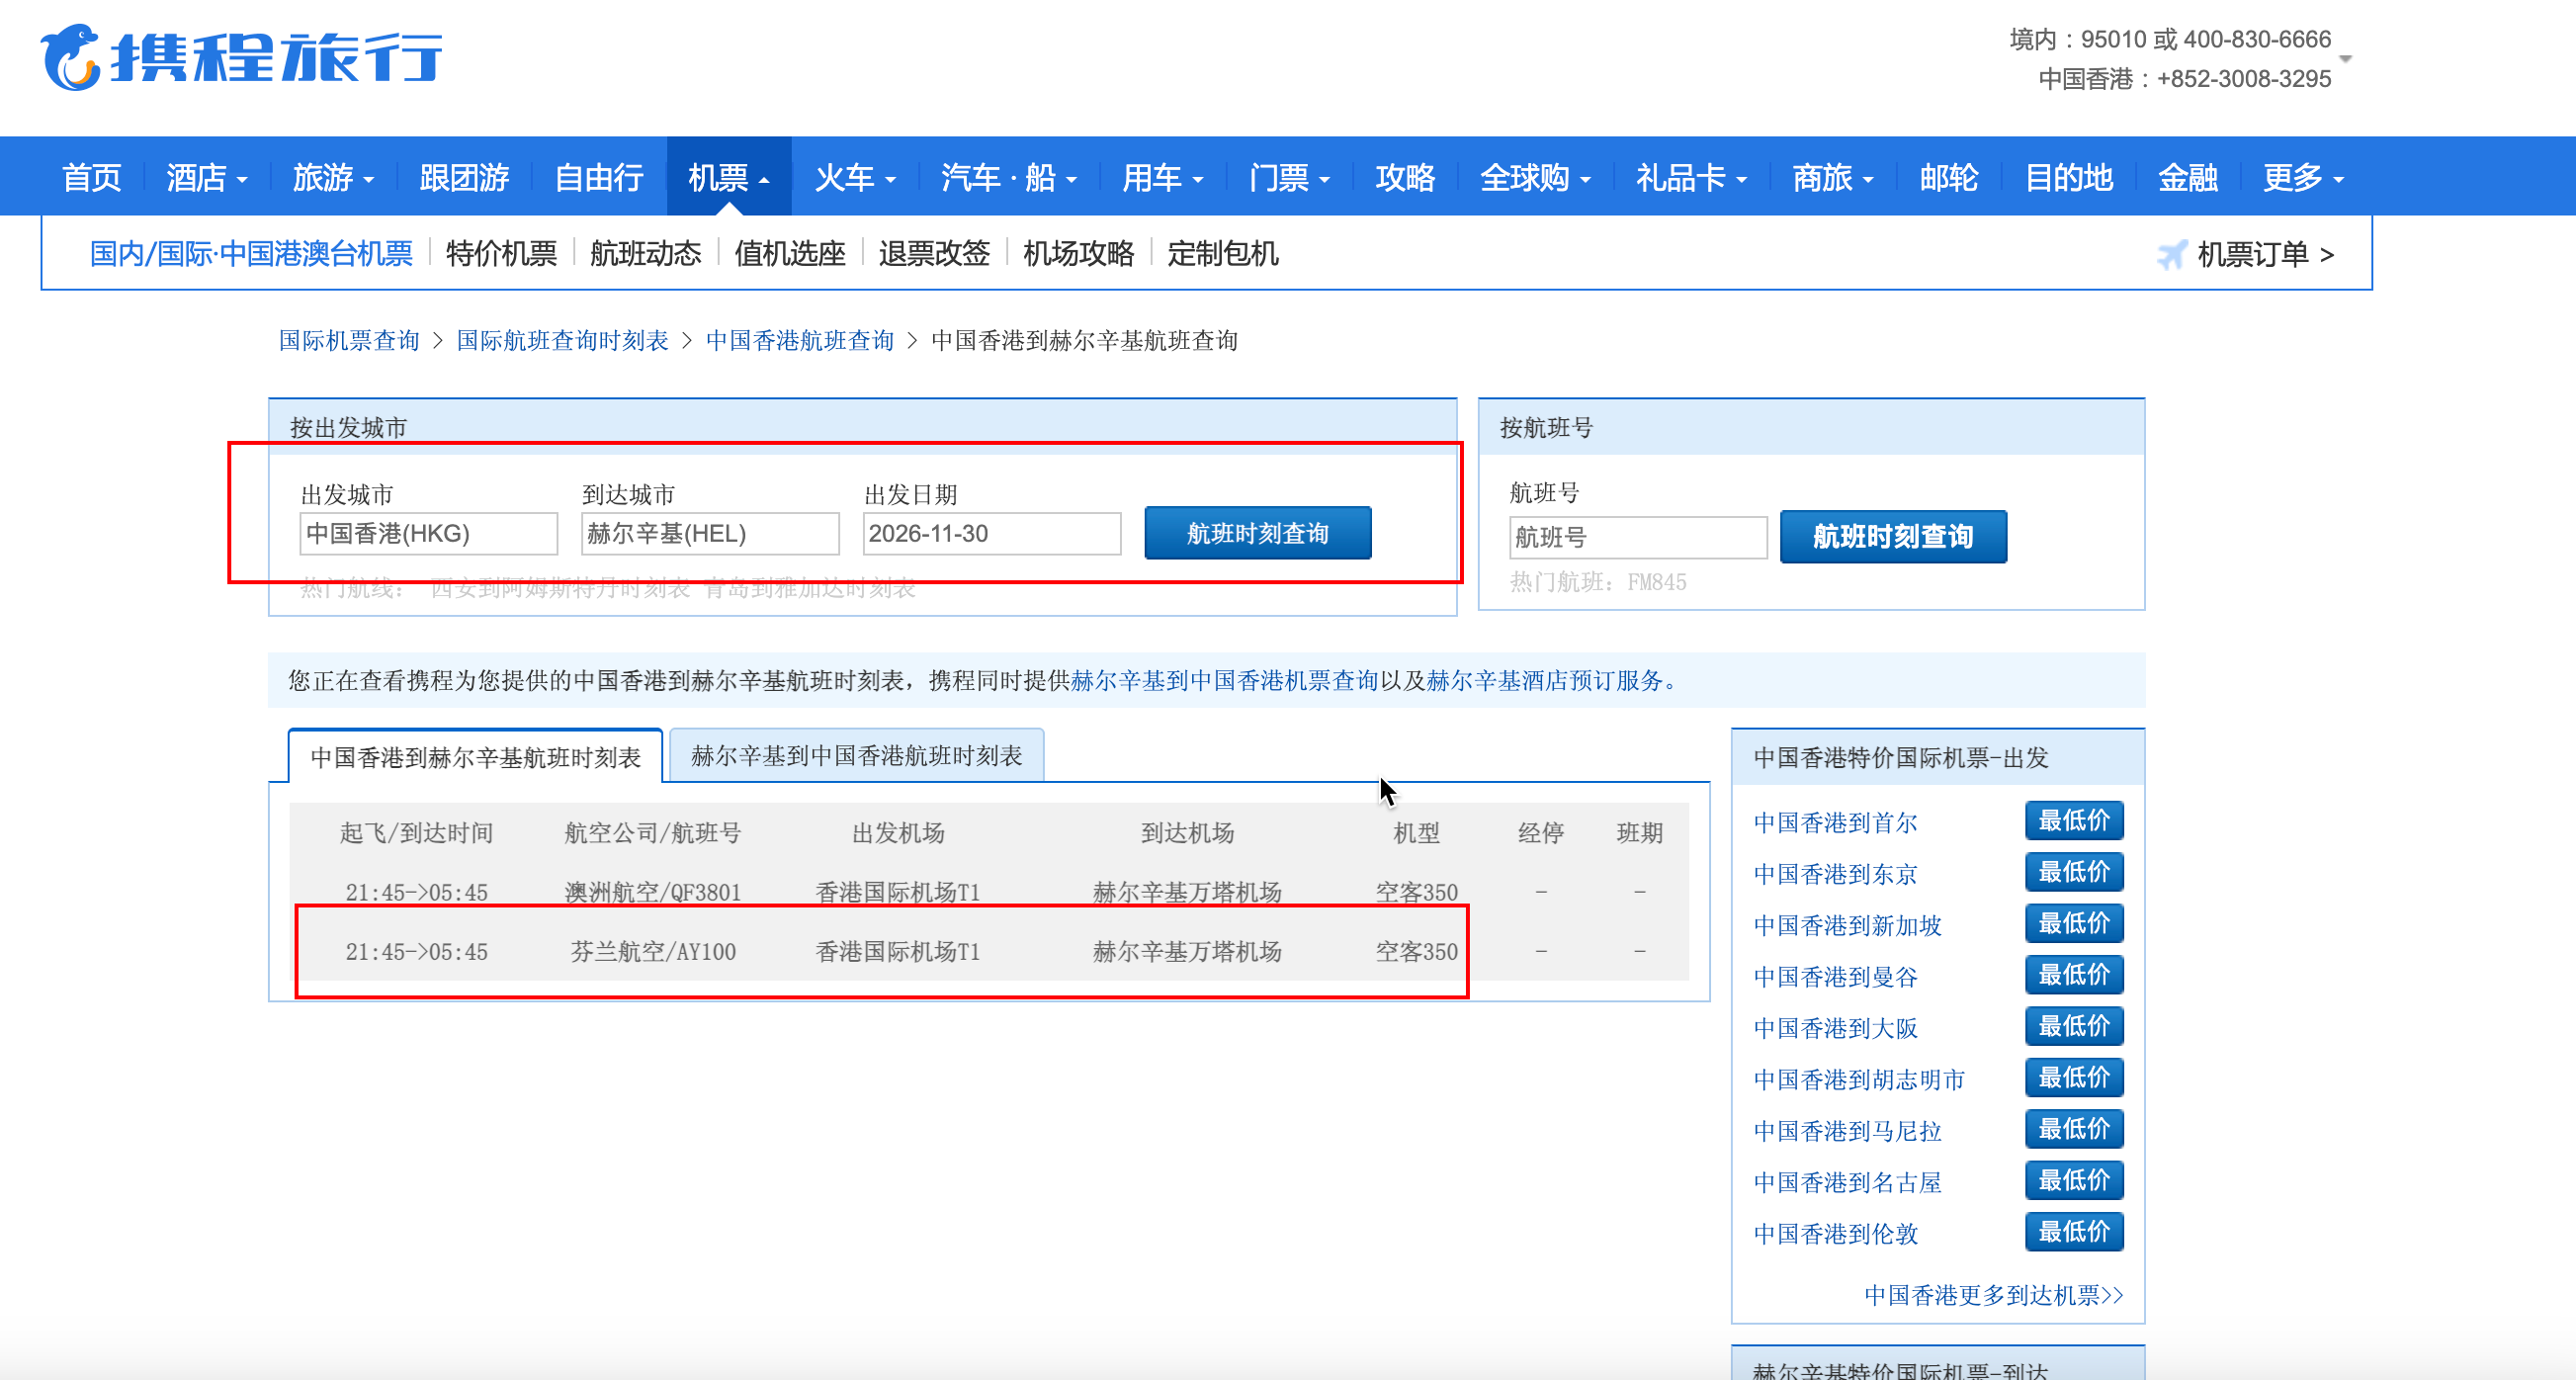 携程旅行
境内：95010 或 400-830-6666
中国香港：+852-3008-3295
首页 酒店 旅游 跟团游 自由行 机票 火车 汽车·船 用车 门票 攻略 全球购 礼品卡 商旅 邮轮 目的地 金融 更多
国内/国际·中国港澳台机票 特价机票 航班动态 值机选座 退票改签 机场攻略 定制包机 机票订单 >
国际机票查询 > 国际航班查询时刻表 > 中国香港航班查询 > 中国香港到赫尔辛基航班查询
按出发城市
出发城市 到达城市 出发日期
中国香港(HKG) 赫尔辛基(HEL) 2026-11-30 航班时刻查询
热门航线： 西安到阿姆斯特丹时刻表 青岛到雅加达时刻表
按航班号
航班号
航班号 航班时刻查询
热门航班：FM845
您正在查看携程为您提供的中国香港到赫尔辛基航班时刻表，携程同时提供赫尔辛基到中国香港机票查询以及赫尔辛基酒店预订服务。
中国香港到赫尔辛基航班时刻表 赫尔辛基到中国香港航班时刻表
起飞/到达时间 航空公司/航班号 出发机场 到达机场 机型 经停 班期
21:45->05:45 澳洲航空/QF3801 香港国际机场T1 赫尔辛基万塔机场 空客350 - -
21:45->05:45 芬兰航空/AY100 香港国际机场T1 赫尔辛基万塔机场 空客350 - -
中国香港特价国际机票-出发
中国香港到首尔 最低价
中国香港到东京 最低价
中国香港到新加坡 最低价
中国香港到曼谷 最低价
中国香港到大阪 最低价
中国香港到胡志明市 最低价
中国香港到马尼拉 最低价
中国香港到名古屋 最低价
中国香港到伦敦 最低价
中国香港更多到达机票>>
赫尔辛基特价国际机票-到达